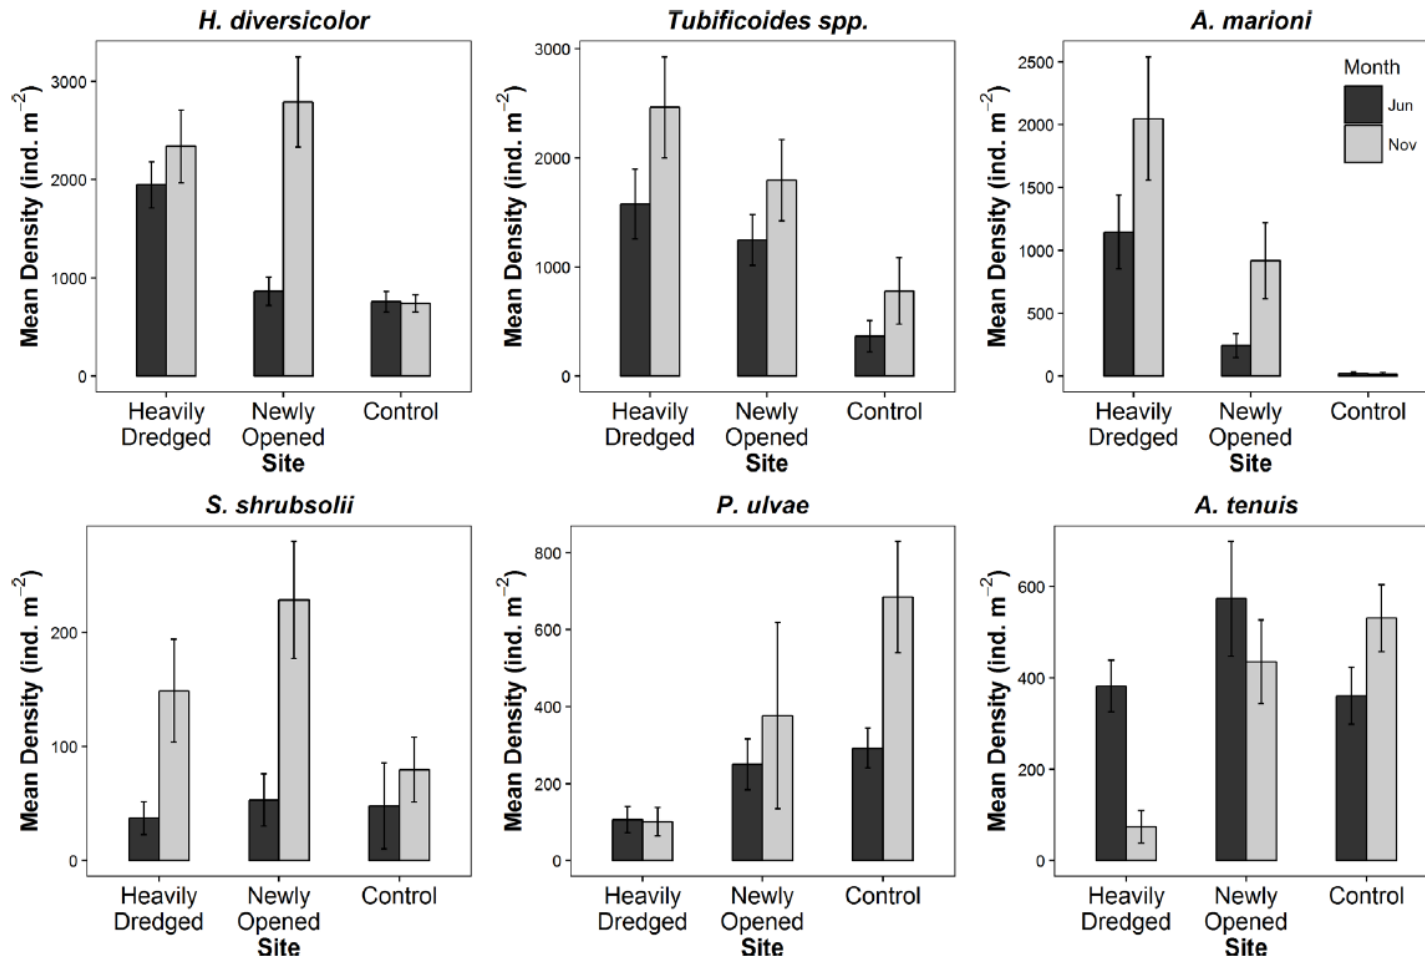 H. diversicolor
Mean Density (ind. m⁻²)
3000
2000
1000
0
Heavily Dredged
Newly Opened
Control
Site
Tubificoides spp.
Mean Density (ind. m⁻²)
3000
2000
1000
0
Heavily Dredged
Newly Opened
Control
Site
A. marioni
Mean Density (ind. m⁻²)
2500
2000
1500
1000
500
0
Month
Jun
Nov
Heavily Dredged
Newly Opened
Control
Site
S. shrubsolii
Mean Density (ind. m⁻²)
200
100
0
Heavily Dredged
Newly Opened
Control
Site
P. ulvae
Mean Density (ind. m⁻²)
800
600
400
200
0
Heavily Dredged
Newly Opened
Control
Site
A. tenuis
Mean Density (ind. m⁻²)
600
400
200
0
Heavily Dredged
Newly Opened
Control
Site